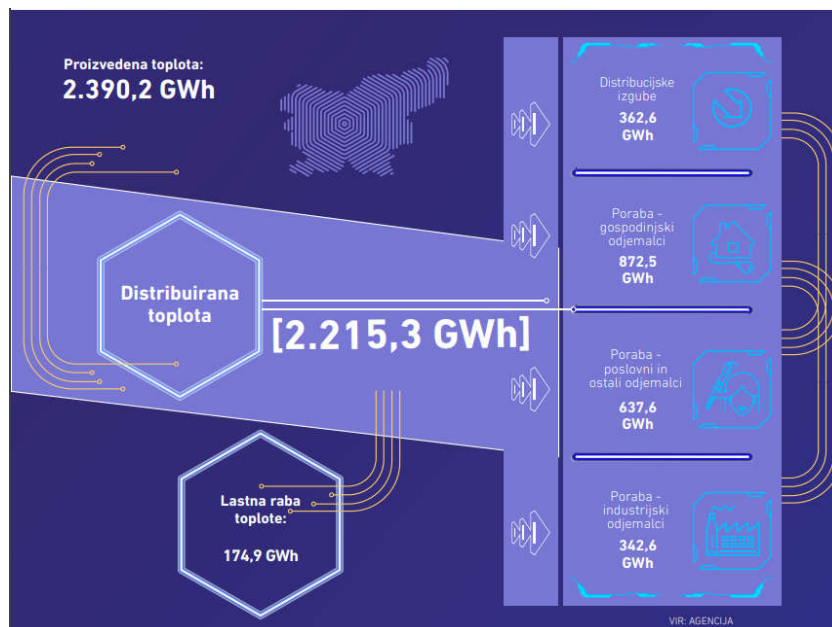 Proizvedena toplota:
2.390,2 GWh
Distribuirana
toplota
[2.215,3 GWh]
Lastna raba
toplote:
174,9 GWh
Distribucijske
izgube
362,6
GWh
Poraba -
gospodinjski
odjemalci
872,5
GWh
Poraba -
poslovni in
ostali odjemalci
637,6
GWh
Poraba -
industrijski
odjemalci
342,6
GWh
VIR: AGENCIJA